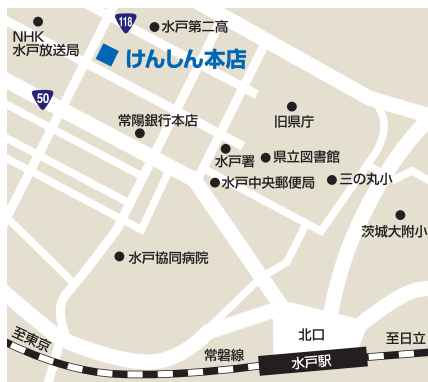 118
水戸第二高
NHK
水戸放送局
けんしん本店
50
常陽銀行本店
旧県庁
水戸署
県立図書館
水戸中央郵便局
三の丸小
茨城大附小
水戸協同病院
至東京
北口
至日立
常磐線
水戸駅